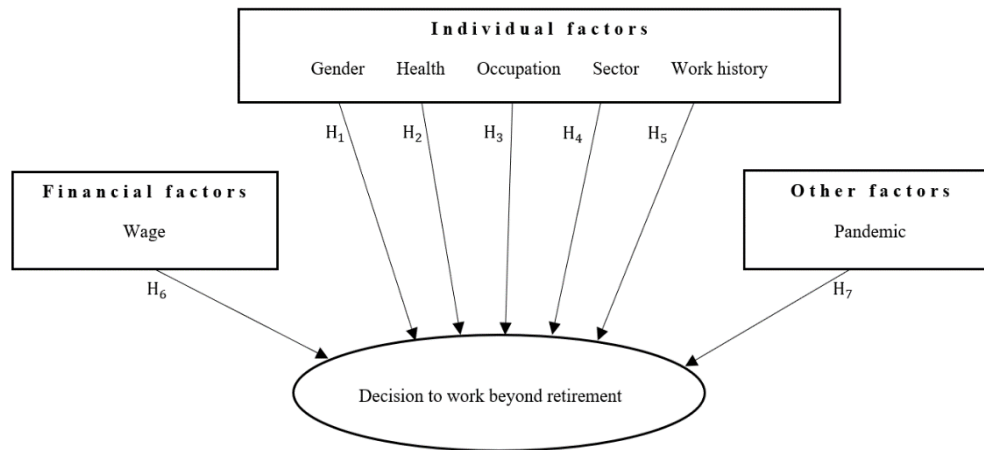 Individual factors
Gender Health Occupation Sector Work history
H₁ H₂ H₃ H₄ H₅
Financial factors
Wage
Other factors
Pandemic
H₆
H₇
Decision to work beyond retirement